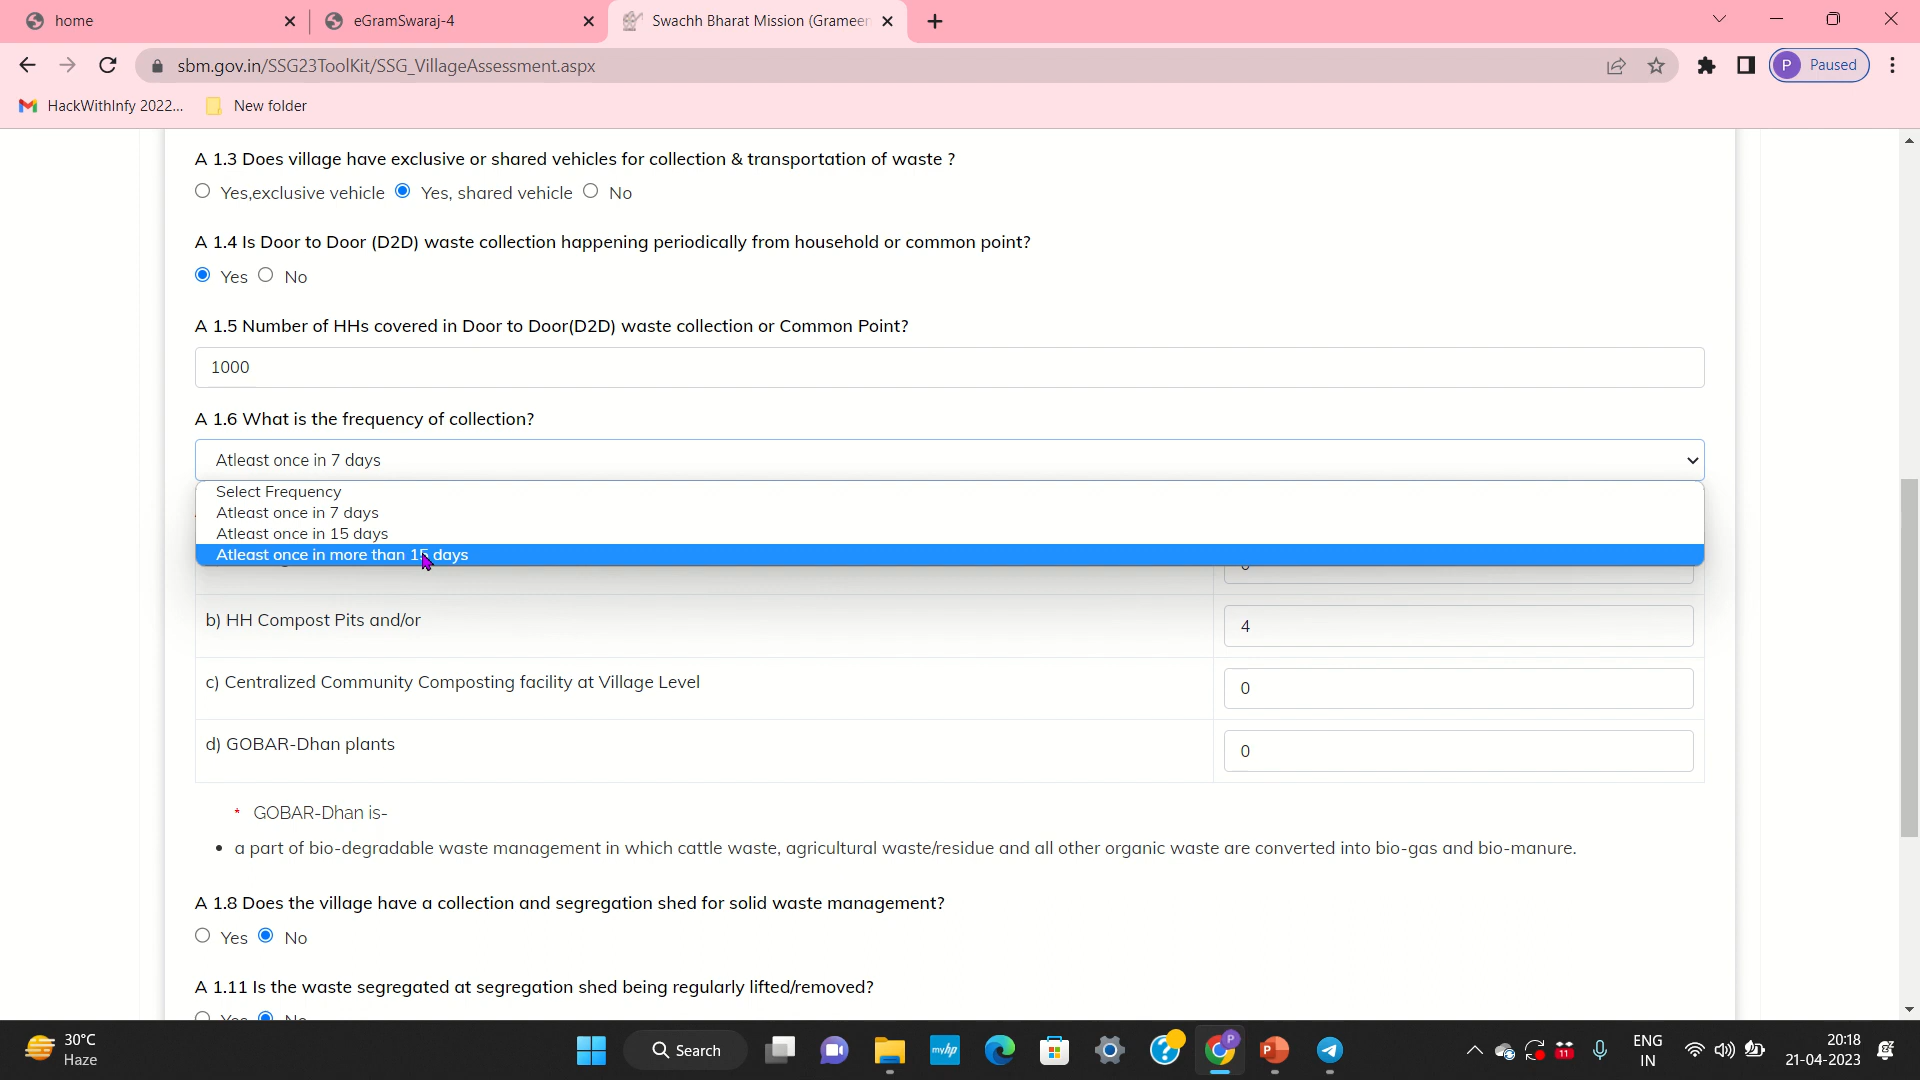 home
eGramSwaraj-4
Swachh Bharat Mission (Grameen
sbm.gov.in/SSG23ToolKit/SSG_VillageAssessment.aspx
P Paused
HackWithInfy 2022...
New folder
A 1.3 Does village have exclusive or shared vehicles for collection & transportation of waste ?
Yes,exclusive vehicle Yes, shared vehicle No
A 1.4 Is Door to Door (D2D) waste collection happening periodically from household or common point?
Yes No
A 1.5 Number of HHs covered in Door to Door(D2D) waste collection or Common Point?
1000
A 1.6 What is the frequency of collection?
Atleast once in 7 days
Select Frequency
Atleast once in 7 days
Atleast once in 15 days
Atleast once in more than 15 days
b) HH Compost Pits and/or
4
c) Centralized Community Composting facility at Village Level
0
d) GOBAR-Dhan plants
0
* GOBAR-Dhan is-
• a part of bio-degradable waste management in which cattle waste, agricultural waste/residue and all other organic waste are converted into bio-gas and bio-manure.
A 1.8 Does the village have a collection and segregation shed for solid waste management?
Yes No
A 1.11 Is the waste segregated at segregation shed being regularly lifted/removed?
Yes No
30°C
Haze
Search
myhp
P
P
11
ENG
IN
20:18
21-04-2023